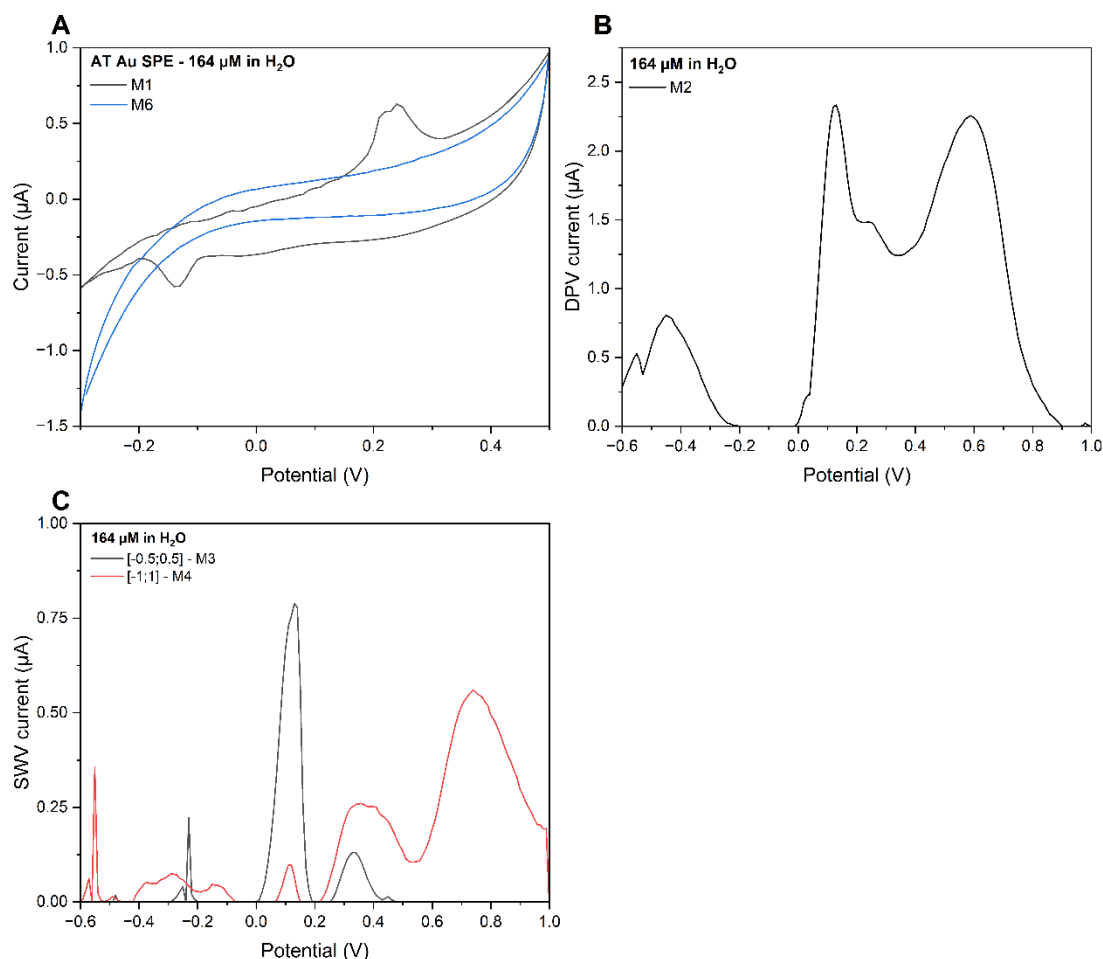 A
AT Au SPE - 164 µM in H₂O
M1
M6
Current (µA)
1.0
0.5
0.0
−0.5
−1.0
−1.5
−0.2
0.0
0.2
0.4
Potential (V)
B
164 µM in H₂O
M2
DPV current (µA)
2.5
2.0
1.5
1.0
0.5
0.0
−0.6
−0.4
−0.2
0.0
0.2
0.4
0.6
0.8
1.0
Potential (V)
C
164 µM in H₂O
[-0.5;0.5] - M3
[-1;1] - M4
SWV current (µA)
1.00
0.75
0.50
0.25
0.00
−0.6
−0.4
−0.2
0.0
0.2
0.4
0.6
0.8
1.0
Potential (V)